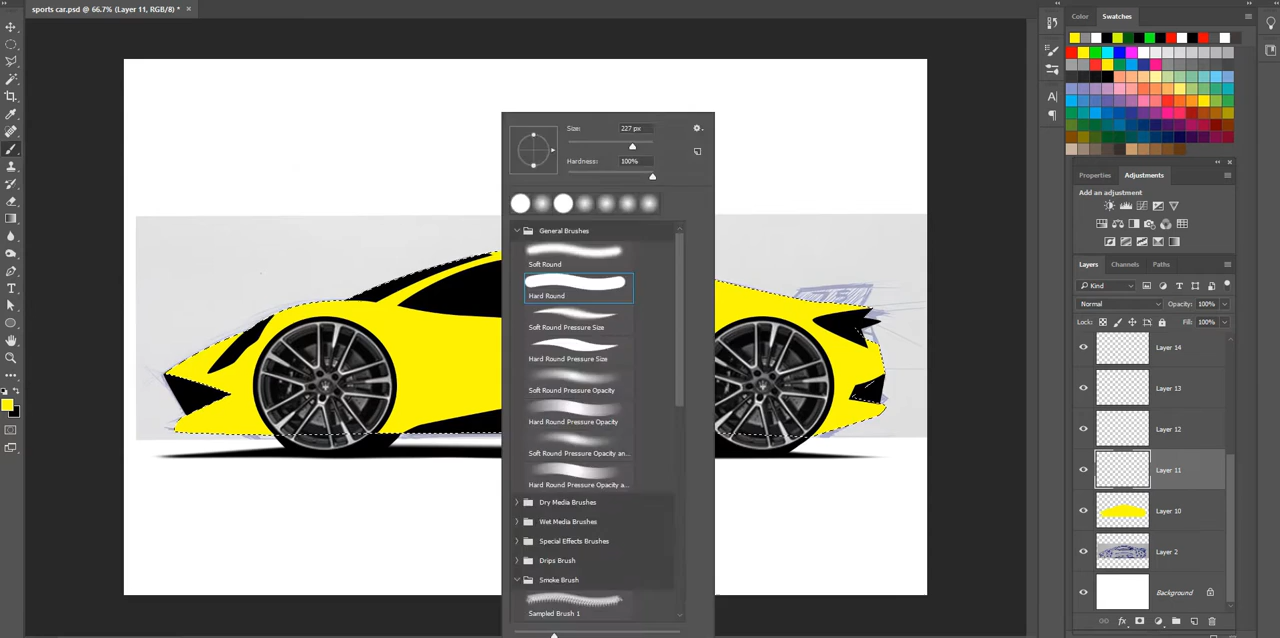 sports car.psd @ 66.7% (Layer 11, RGB/8) * ×
Color Swatches
Size: 227 px
Hardness: 100%
Properties Adjustments
Add an adjustment
General Brushes
Soft Round
Hard Round
Soft Round Pressure Size
Hard Round Pressure Size
Soft Round Pressure Opacity
Hard Round Pressure Opacity
Soft Round Pressure Opacity an...
Hard Round Pressure Opacity a...
Dry Media Brushes
Wet Media Brushes
Special Effects Brushes
Drips Brush
Smoke Brush
Sampled Brush 1
Layers Channels Paths
Kind
Normal Opacity: 100%
Lock: Fill: 100%
Layer 14
Layer 13
Layer 12
Layer 11
Layer 10
Layer 2
Background